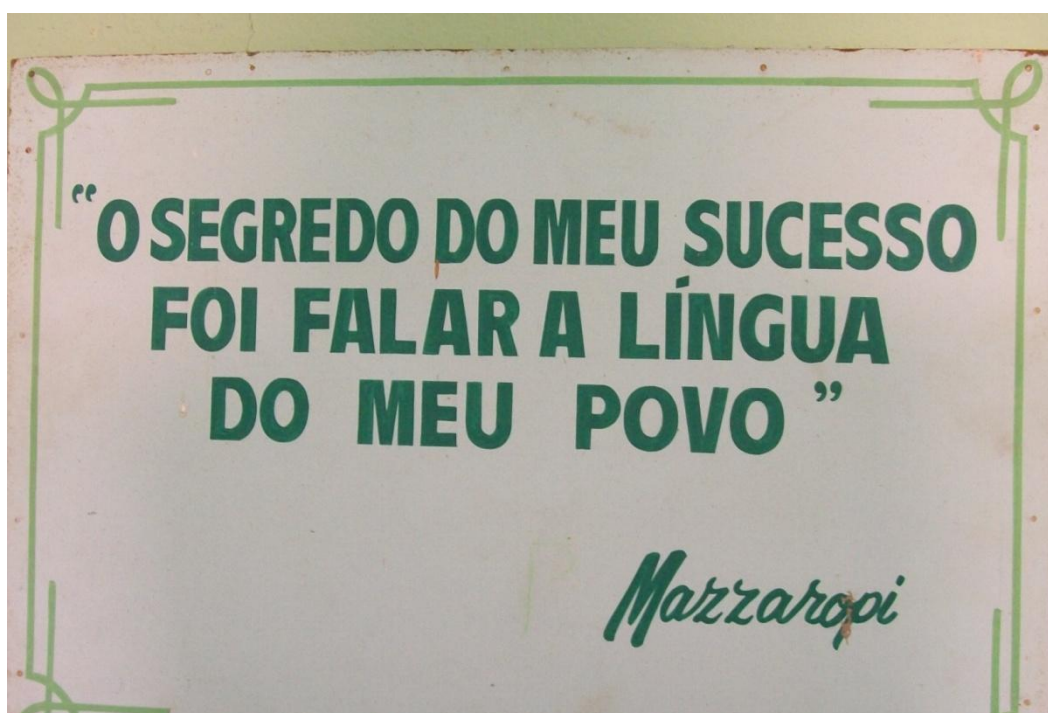 “O SEGREDO DO MEU SUCESSO
FOI FALAR A LÍNGUA
DO MEU POVO”
Mazzaropi